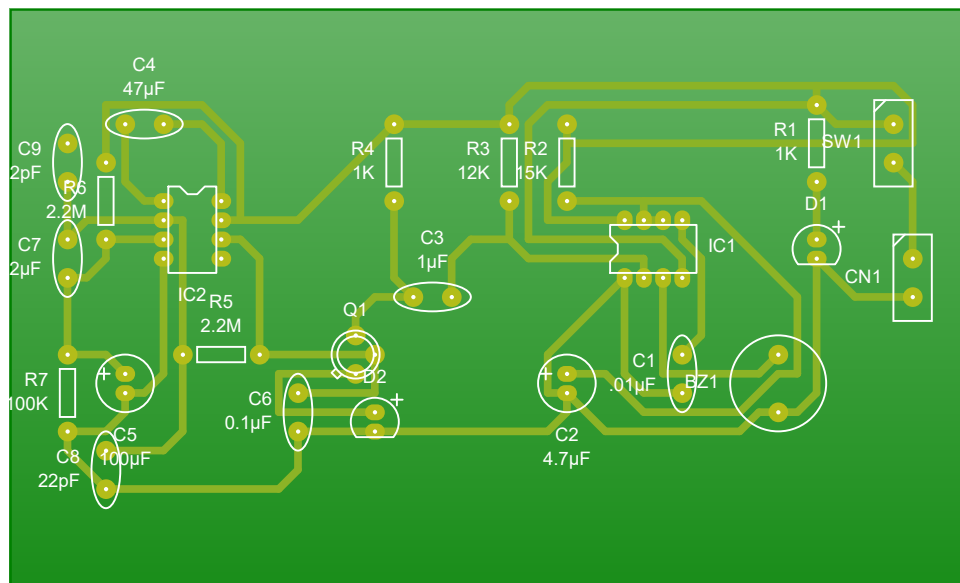 C4
47µF
C9
2pF
R6
2.2M
C7
2µF
IC2
R5
2.2M
R4
1K
R3
12K
R2
15K
R1
1K
SW1
D1
+
CN1
IC1
C3
1µF
Q1
D2
+
R7
100K
+
C5
100µF
C8
22pF
C6
0.1µF
+
C2
4.7µF
C1
.01µF
BZ1